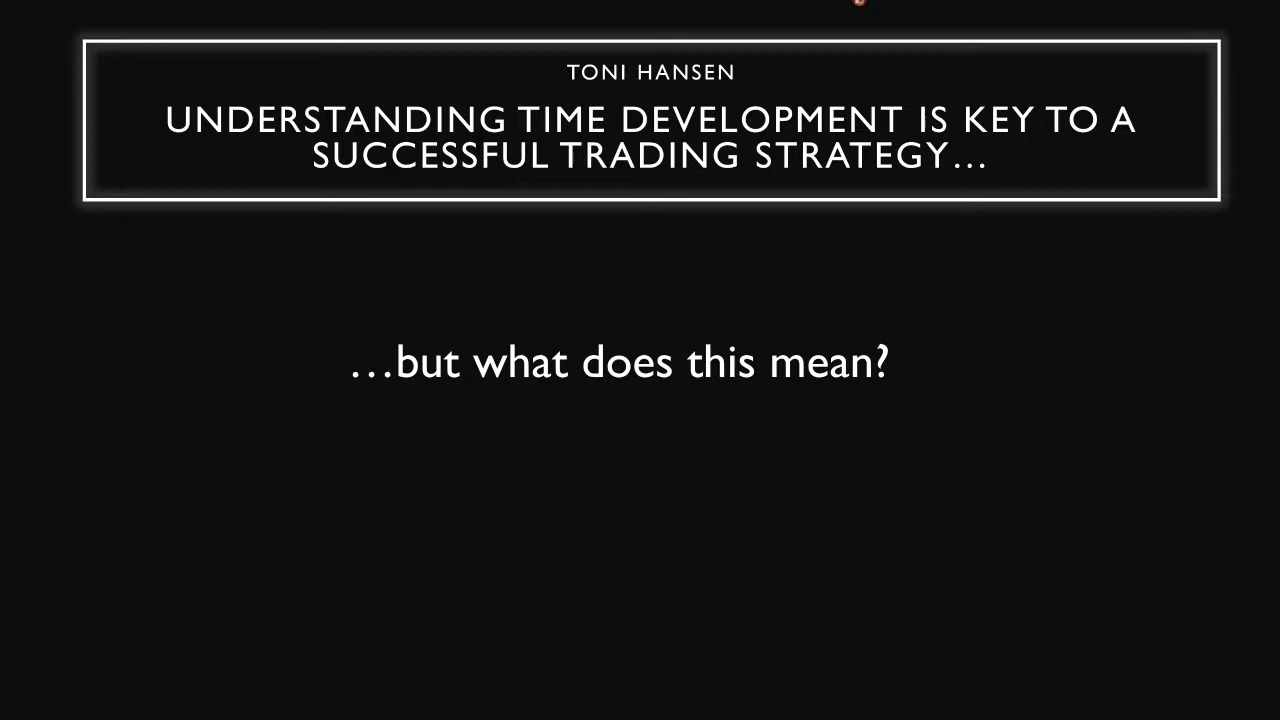 TONI HANSEN
UNDERSTANDING TIME DEVELOPMENT IS KEY TO A
SUCCESSFUL TRADING STRATEGY...
...but what does this mean?